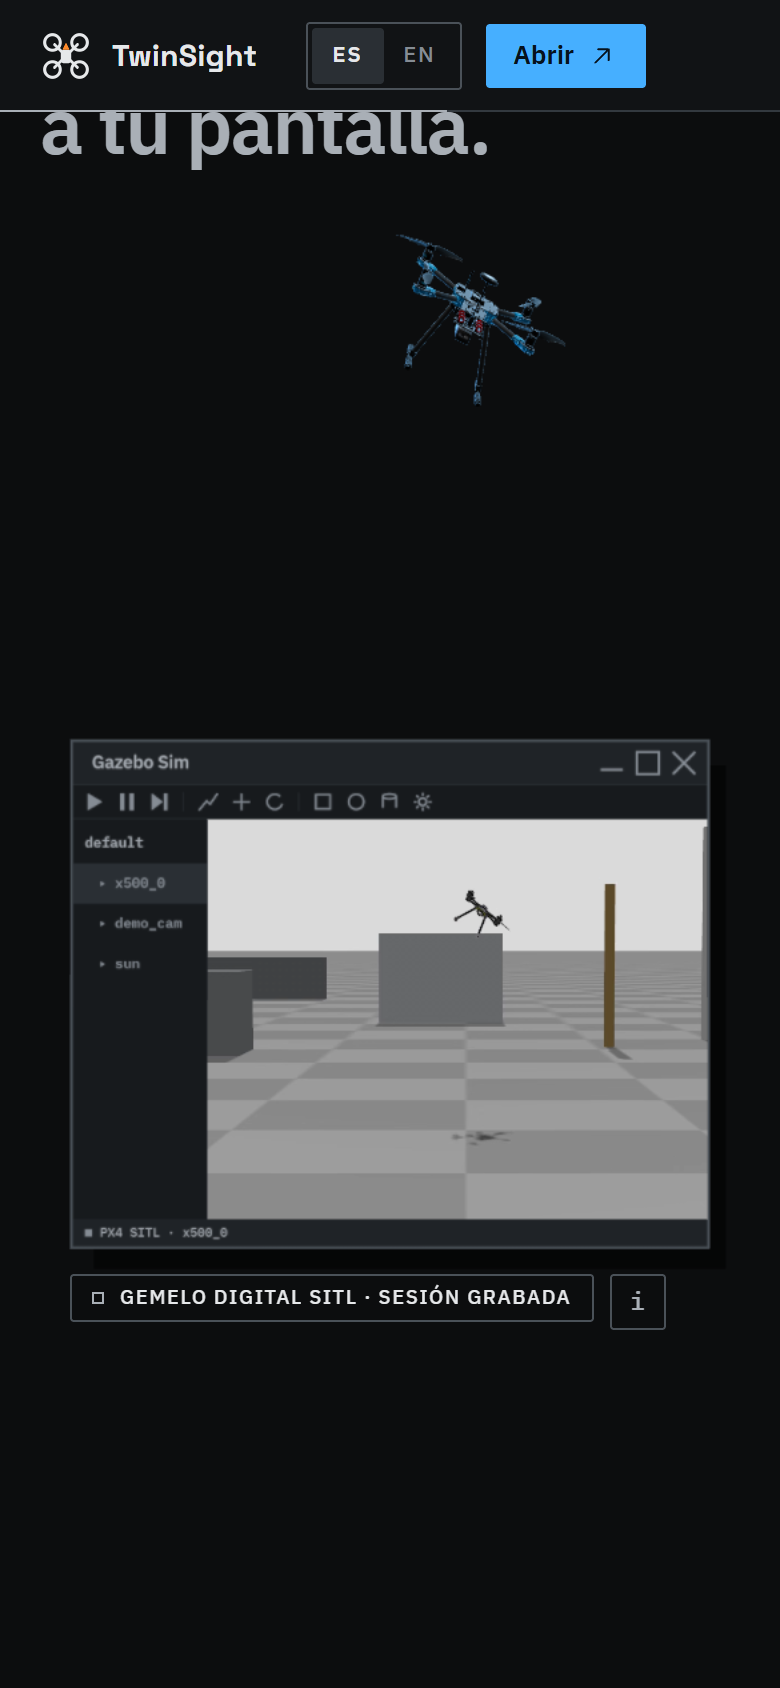 TwinSight
ES
EN
Abrir
a tu pantalla.
Gazebo Sim
default
x500_0
demo_cam
sun
PX4 SITL · x500_0
GEMELO DIGITAL SITL · SESIÓN GRABADA
i